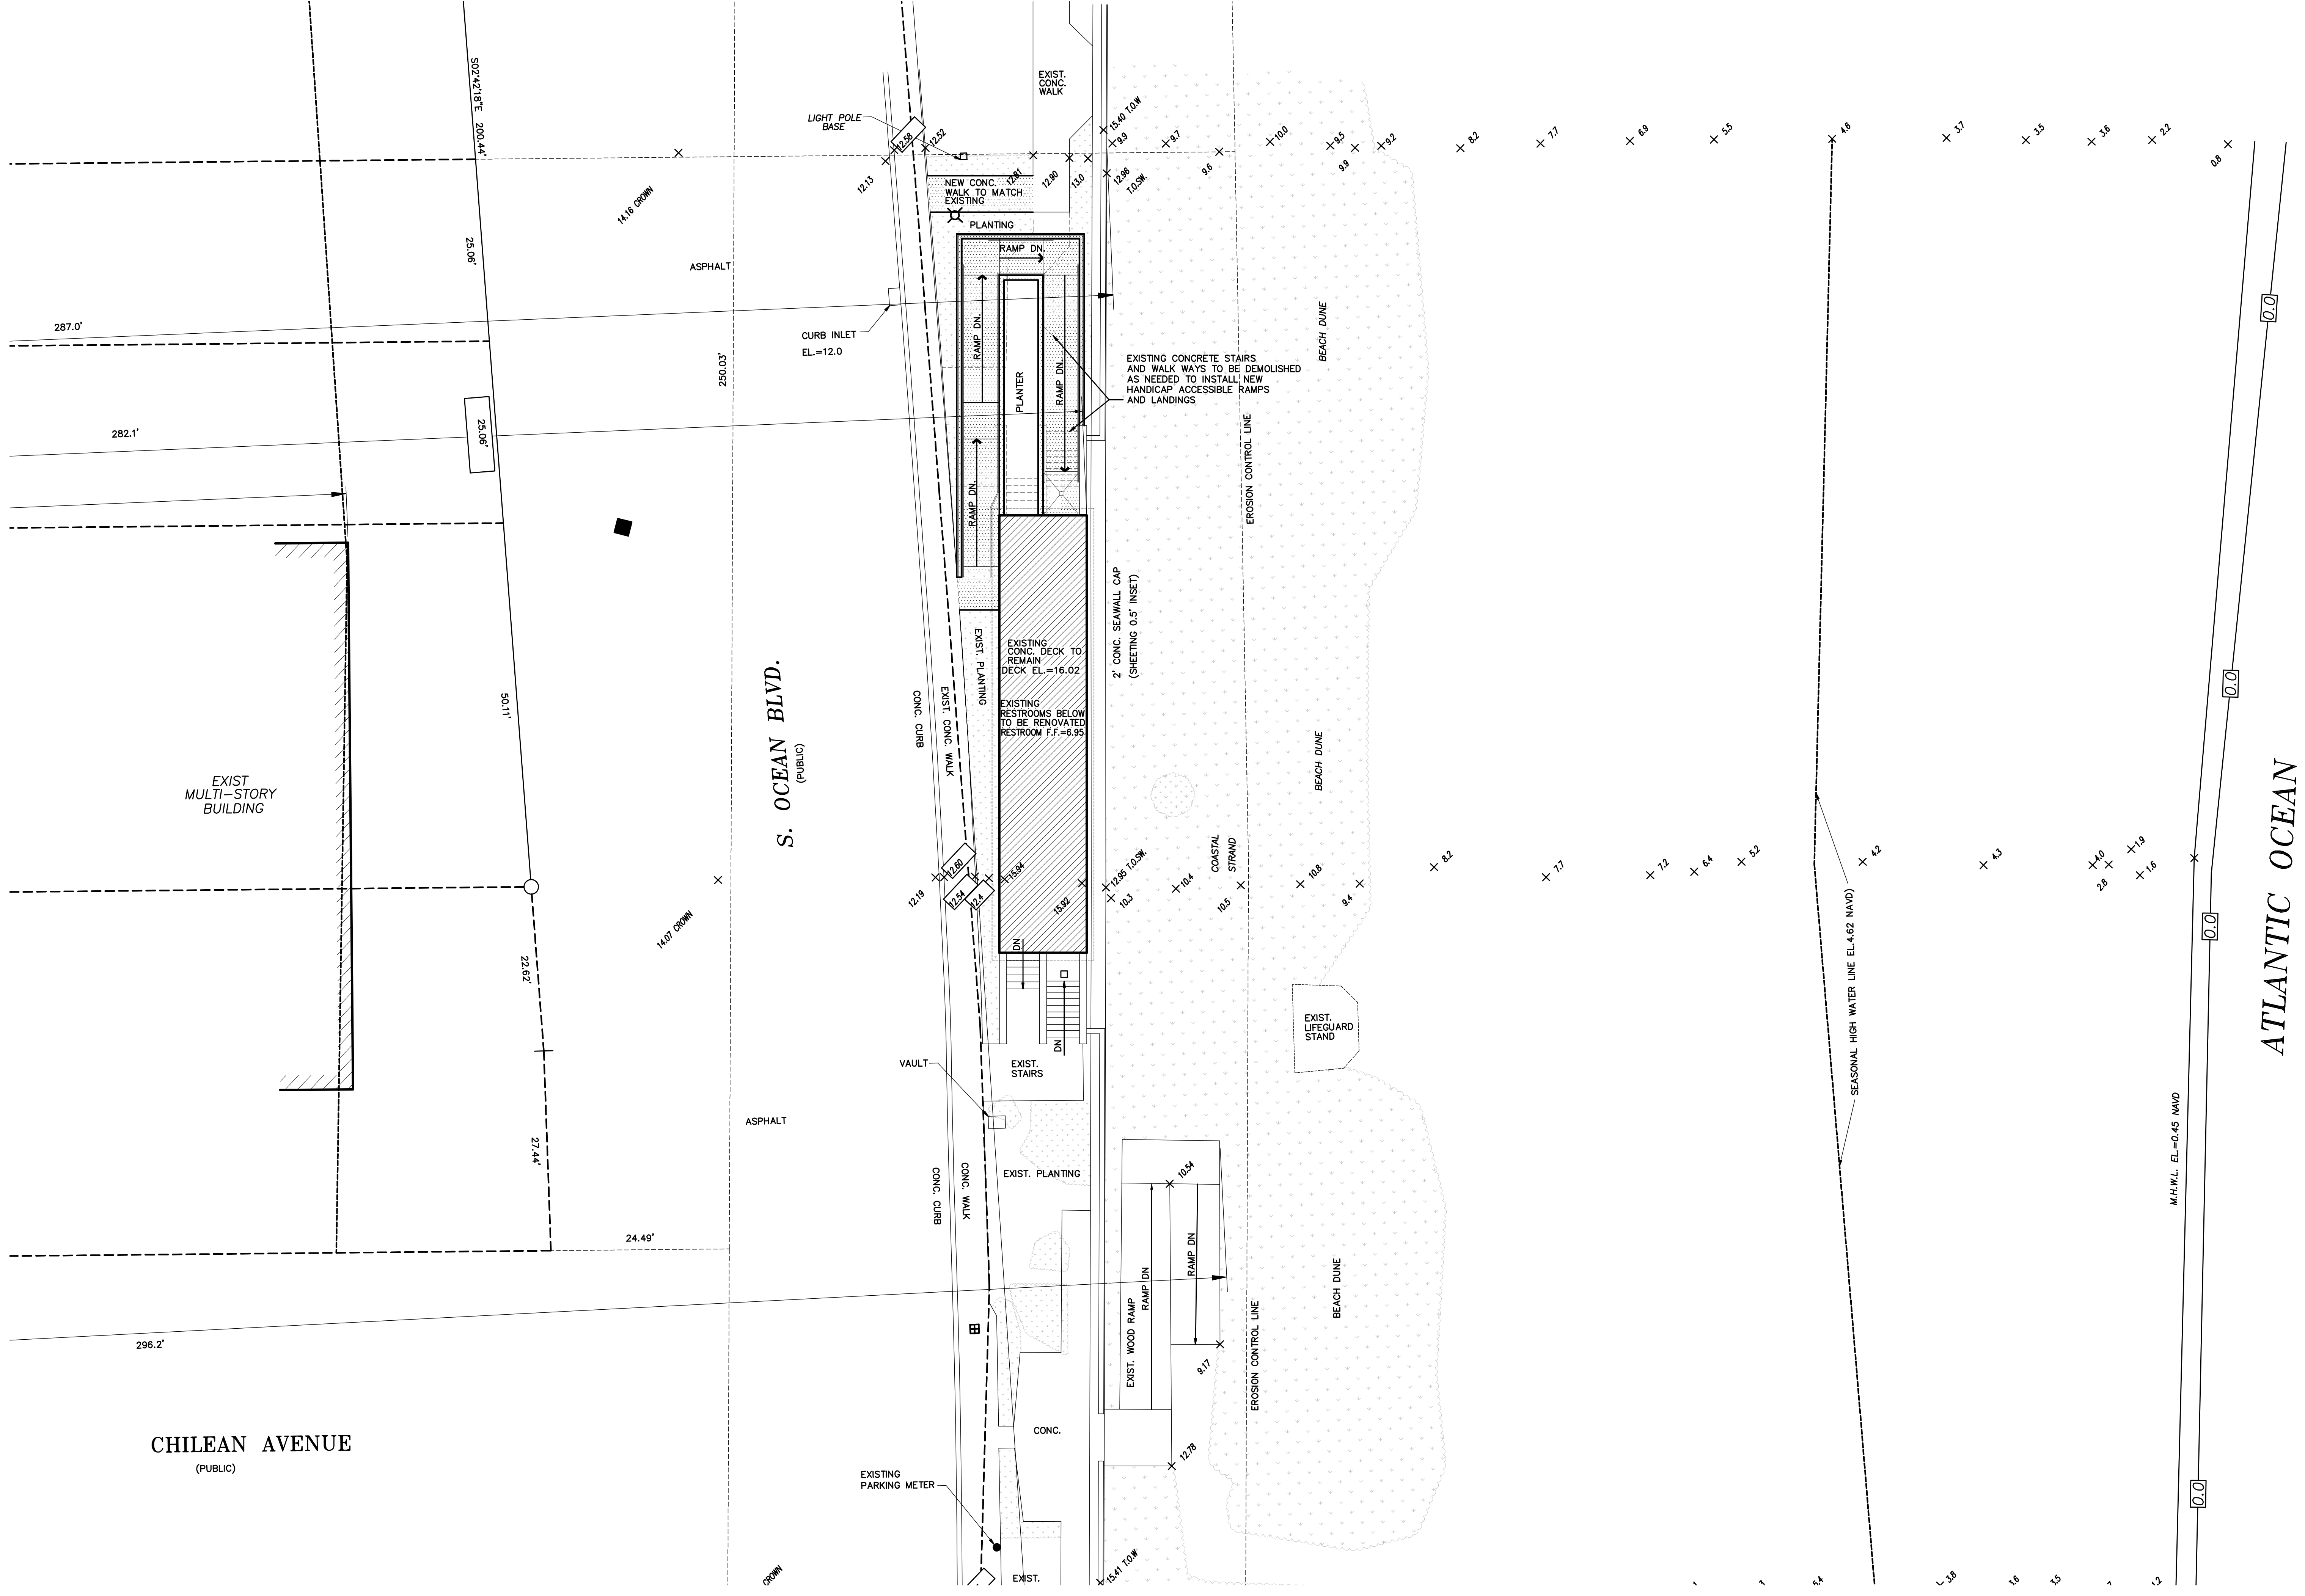 S02°42'18"E 200.44'
EXIST.
CONC.
WALK
LIGHT POLE
BASE
12.58
12.52
15.40 T.O.W
9.9
9.7
10.0
9.5
9.2
8.2
7.7
6.9
5.5
4.6
3.7
3.5
3.6
2.2
0.8
12.13
14.16 CROWN
NEW CONC.
WALK TO MATCH
EXISTING
12.81
12.90
13.0
12.96
T.O.SW.
9.6
9.9
PLANTING
RAMP DN.
25.06'
ASPHALT
287.0'
CURB INLET
EL.=12.0
250.03'
RAMP DN.
RAMP DN.
PLANTER
EXISTING CONCRETE STAIRS
AND WALK WAYS TO BE DEMOLISHED
AS NEEDED TO INSTALL NEW
HANDICAP ACCESSIBLE RAMPS
AND LANDINGS
BEACH DUNE
0.0
282.1'
25.06'
RAMP DN.
EROSION CONTROL LINE
2' CONC. SEAWALL CAP
(SHEETING 0.5' INSET)
EXISTING
CONC. DECK TO
REMAIN
DECK EL.=16.02
EXIST. PLANTING
EXISTING
RESTROOMS BELOW
TO BE RENOVATED
RESTROOM F.F.=6.95
0.0
50.11'
CONC. CURB
EXIST. CONC. WALK
S. OCEAN BLVD.
(PUBLIC)
BEACH DUNE
EXIST
MULTI-STORY
BUILDING
ATLANTIC OCEAN
COASTAL
STRAND
12.19
12.60
12.54
12.4
15.94
15.92
12.95 T.O.SW.
10.3
10.4
10.5
10.8
9.4
8.2
7.7
7.2
6.4
5.2
4.2
4.3
4.0
2.8
1.9
1.6
14.07 CROWN
0.0
22.62'
DN
DN
EXIST.
LIFEGUARD
STAND
SEASONAL HIGH WATER LINE EL.4.62 NAVD)
VAULT
EXIST.
STAIRS
27.44'
ASPHALT
M.H.W.L. EL=0.45 NAVD
CONC. CURB
CONC. WALK
EXIST. PLANTING
10.54
24.49'
RAMP DN
RAMP DN
EXIST. WOOD RAMP
BEACH DUNE
EROSION CONTROL LINE
296.2'
9.17
CHILEAN AVENUE
(PUBLIC)
CONC.
12.78
EXISTING
PARKING METER
0.0
CROWN
EXIST.
15.41 T.O.W
5.4
3.8
3.6
3.5
1.2